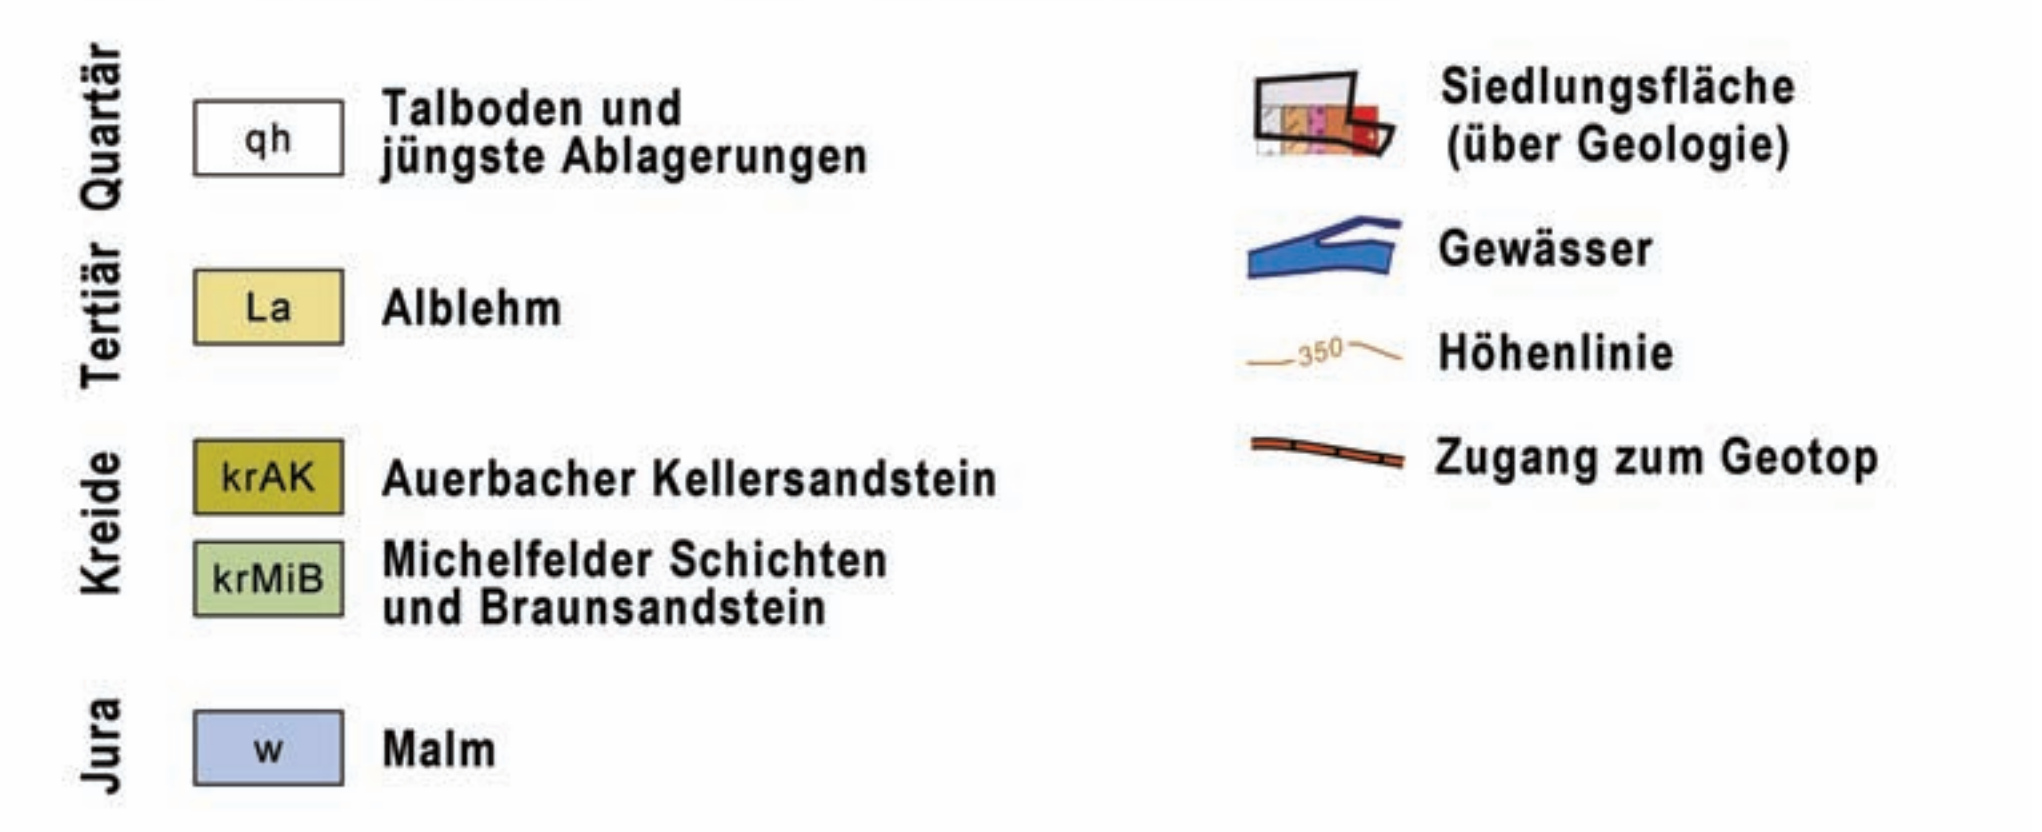 Quartär
qh
Talboden und
jüngste Ablagerungen
Tertiär
La
Alblehm
Kreide
krAK
Auerbacher Kellersandstein
krMiB
Michelfelder Schichten
und Braunsandstein
Jura
w
Malm
Siedlungsfläche
(über Geologie)
Gewässer
350
Höhenlinie
Zugang zum Geotop